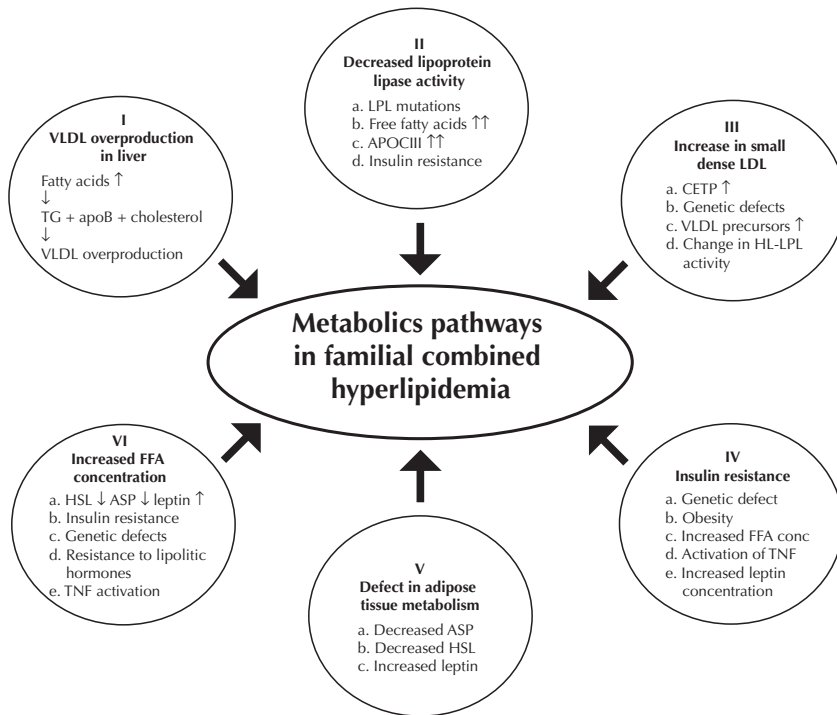 I
VLDL overproduction
in liver
Fatty acids ↑
↓
TG + apoB + cholesterol
↓
VLDL overproduction
II
Decreased lipoprotein
lipase activity
a. LPL mutations
b. Free fatty acids ↑↑
c. APOCIII ↑↑
d. Insulin resistance
III
Increase in small
dense LDL
a. CETP ↑
b. Genetic defects
c. VLDL precursors ↑
d. Change in HL-LPL
activity
Metabolics pathways
in familial combined
hyperlipidemia
VI
Increased FFA
concentration
a. HSL ↓ ASP ↓ leptin ↑
b. Insulin resistance
c. Genetic defects
d. Resistance to lipolitic
hormones
e. TNF activation
V
Defect in adipose
tissue metabolism
a. Decreased ASP
b. Decreased HSL
c. Increased leptin
IV
Insulin resistance
a. Genetic defect
b. Obesity
c. Increased FFA conc
d. Activation of TNF
e. Increased leptin
concentration